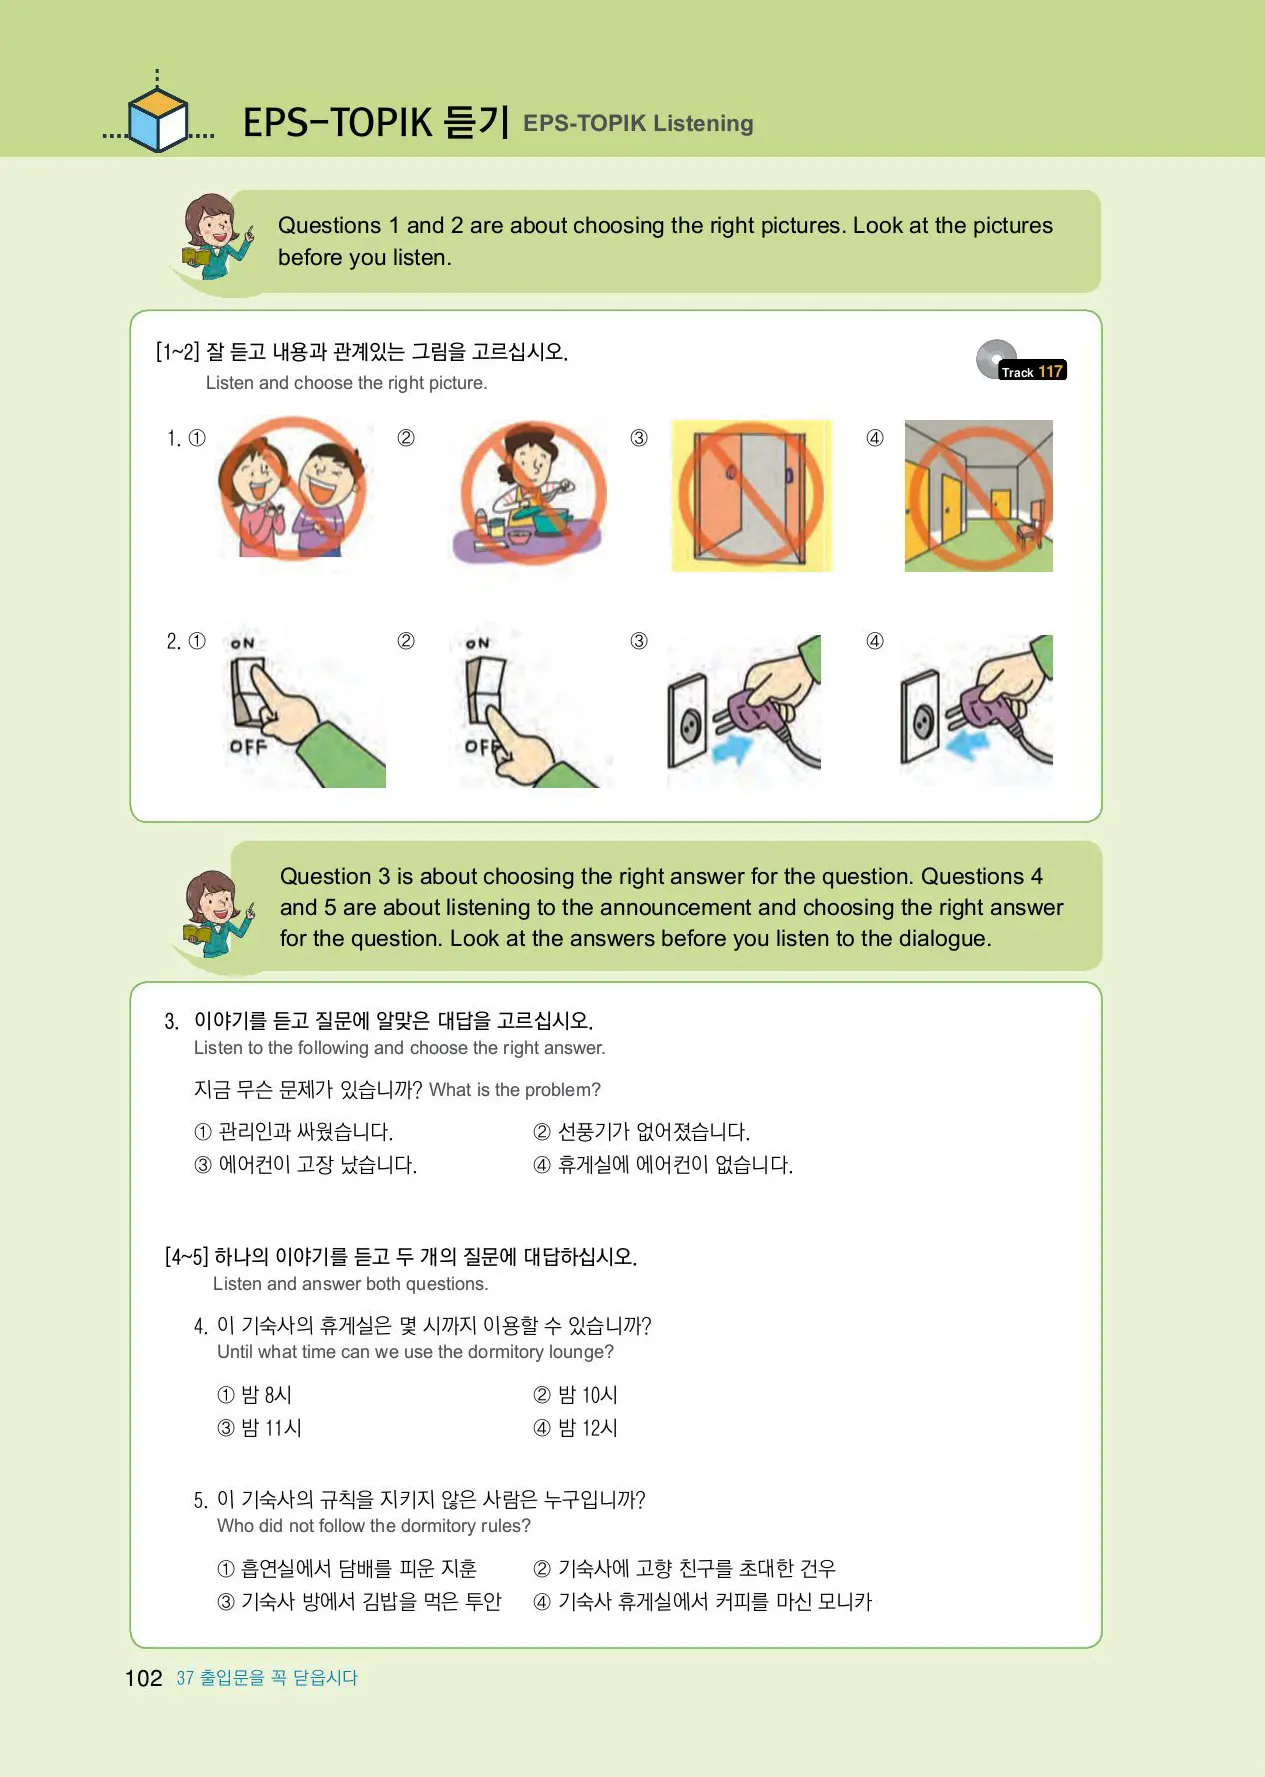 EPS-TOPIK 듣기 EPS-TOPIK Listening
Questions 1 and 2 are about choosing the right pictures. Look at the pictures
before you listen.
[1~2] 잘 듣고 내용과 관계있는 그림을 고르십시오.
Listen and choose the right picture.
Track 117
1. ① ② ③ ④
2. ① ② ③ ④
ON ON
OFF OFF
Question 3 is about choosing the right answer for the question. Questions 4
and 5 are about listening to the announcement and choosing the right answer
for the question. Look at the answers before you listen to the dialogue.
3. 이야기를 듣고 질문에 알맞은 대답을 고르십시오.
Listen to the following and choose the right answer.
지금 무슨 문제가 있습니까? What is the problem?
① 관리인과 싸웠습니다. ② 선풍기가 없어졌습니다.
③ 에어컨이 고장 났습니다. ④ 휴게실에 에어컨이 없습니다.
[4~5] 하나의 이야기를 듣고 두 개의 질문에 대답하십시오.
Listen and answer both questions.
4. 이 기숙사의 휴게실은 몇 시까지 이용할 수 있습니까?
Until what time can we use the dormitory lounge?
① 밤 8시 ② 밤 10시
③ 밤 11시 ④ 밤 12시
5. 이 기숙사의 규칙을 지키지 않은 사람은 누구입니까?
Who did not follow the dormitory rules?
① 흡연실에서 담배를 피운 지훈 ② 기숙사에 고향 친구를 초대한 건우
③ 기숙사 방에서 김밥을 먹은 투안 ④ 기숙사 휴게실에서 커피를 마신 모니카
102 37 출입문을 꼭 닫읍시다